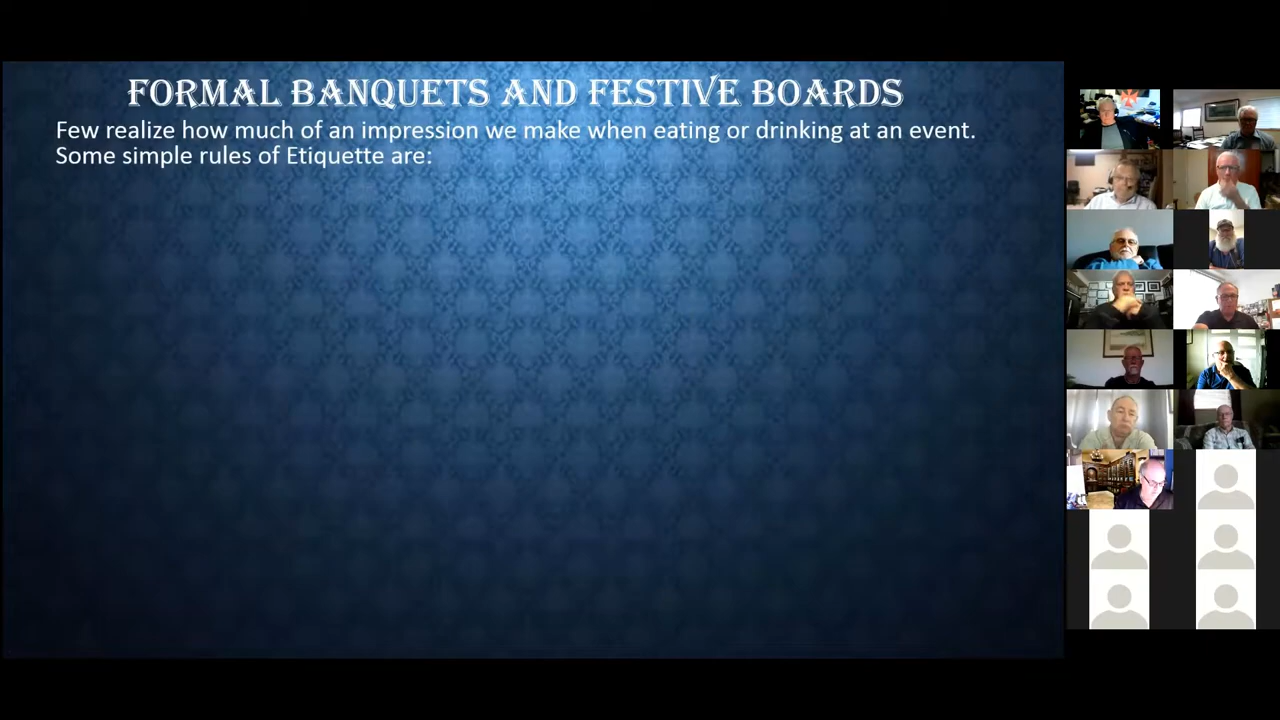 FORMAL BANQUETS AND FESTIVE BOARDS
Few realize how much of an impression we make when eating or drinking at an event.
Some simple rules of Etiquette are: